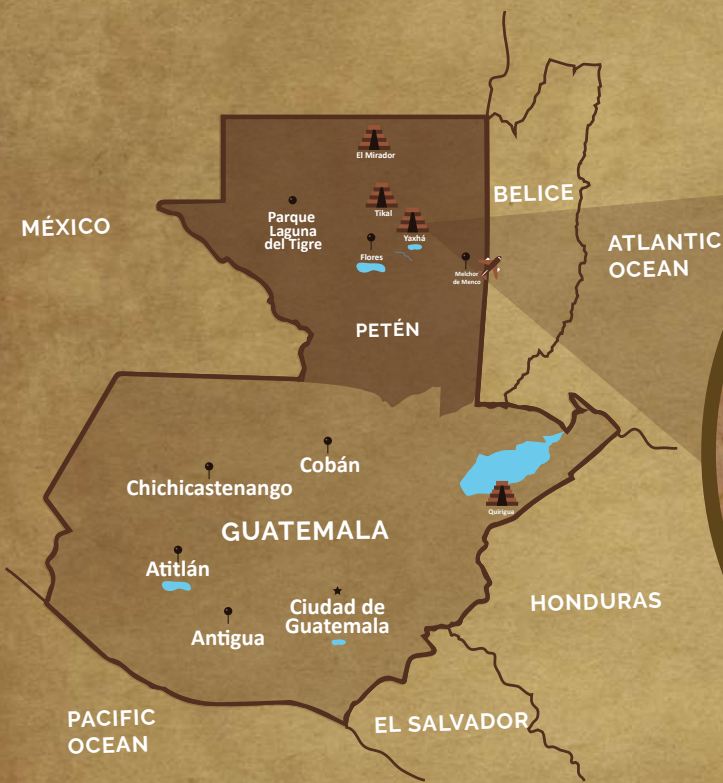 El Mirador
BELICE
Tikal
MÉXICO
Parque
Laguna
del Tigre
Yaxhá
ATLANTIC
OCEAN
Flores
Melchor
de Menco
PETÉN
Cobán
Chichicastenango
Quirigua
GUATEMALA
Atitlán
HONDURAS
Ciudad de
Guatemala
Antigua
PACIFIC
OCEAN
EL SALVADOR